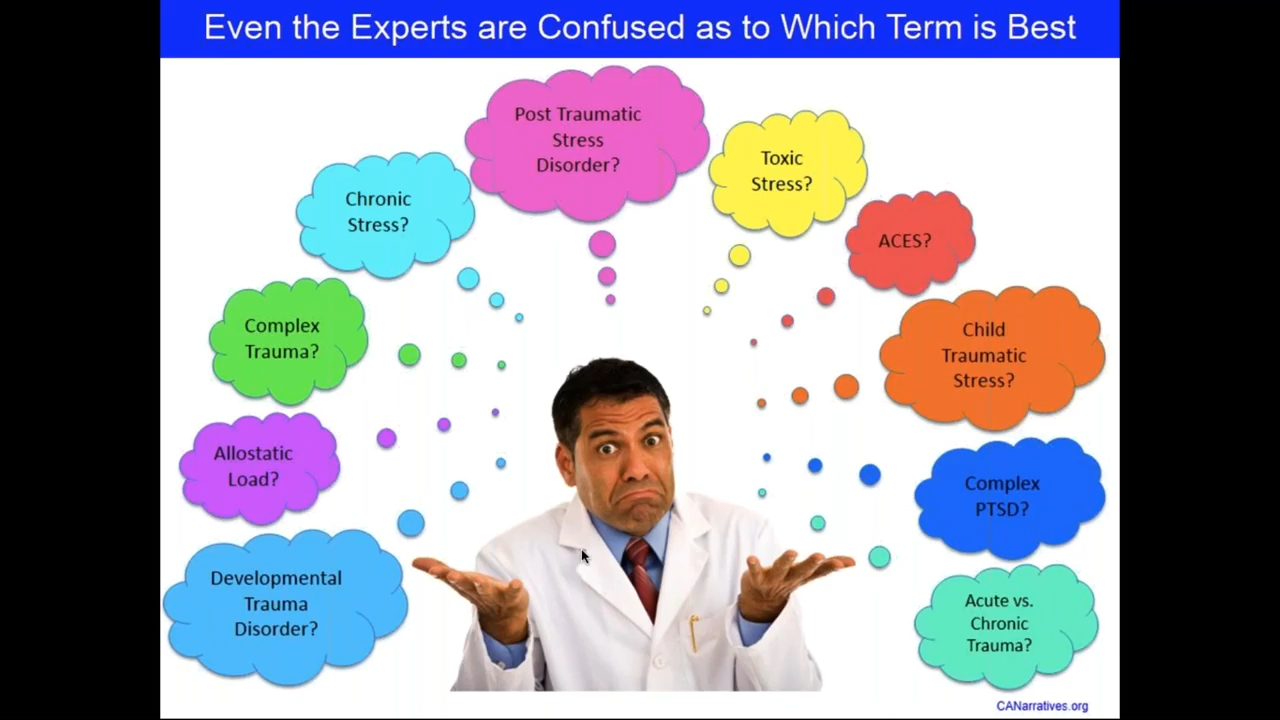 Even the Experts are Confused as to Which Term is Best
Post Traumatic
Stress
Disorder?
Toxic
Stress?
Chronic
Stress?
ACES?
Complex
Trauma?
Child
Traumatic
Stress?
Allostatic
Load?
Complex
PTSD?
Developmental
Trauma
Disorder?
Acute vs.
Chronic
Trauma?
CANarratives.org